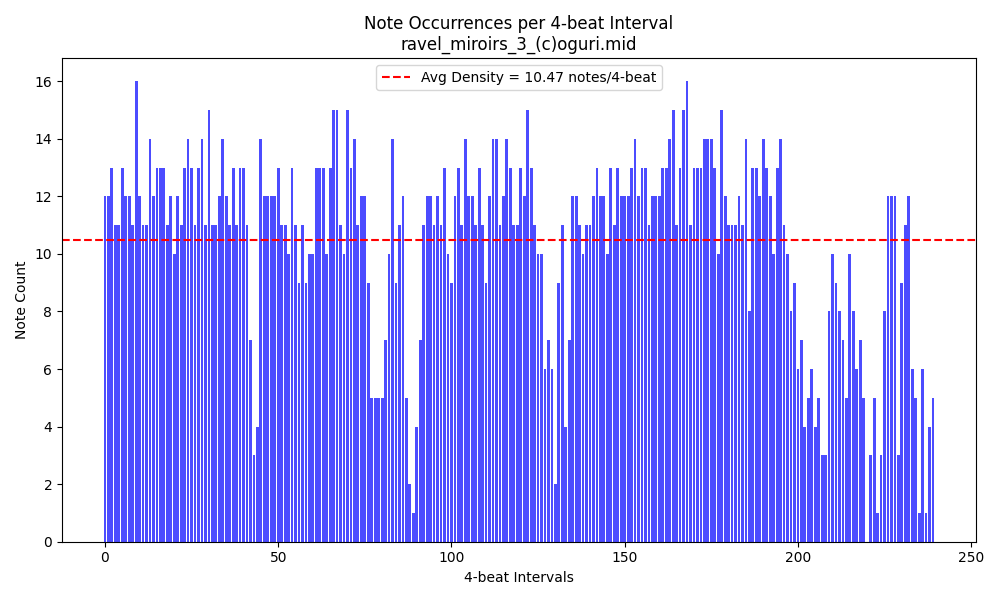 Note Occurrences per 4-beat Interval
ravel_miroirs_3_(c)oguri.mid
Avg Density = 10.47 notes/4-beat
Note Count
16
14
12
10
8
6
4
2
0
0 50 100 150 200 250
4-beat Intervals